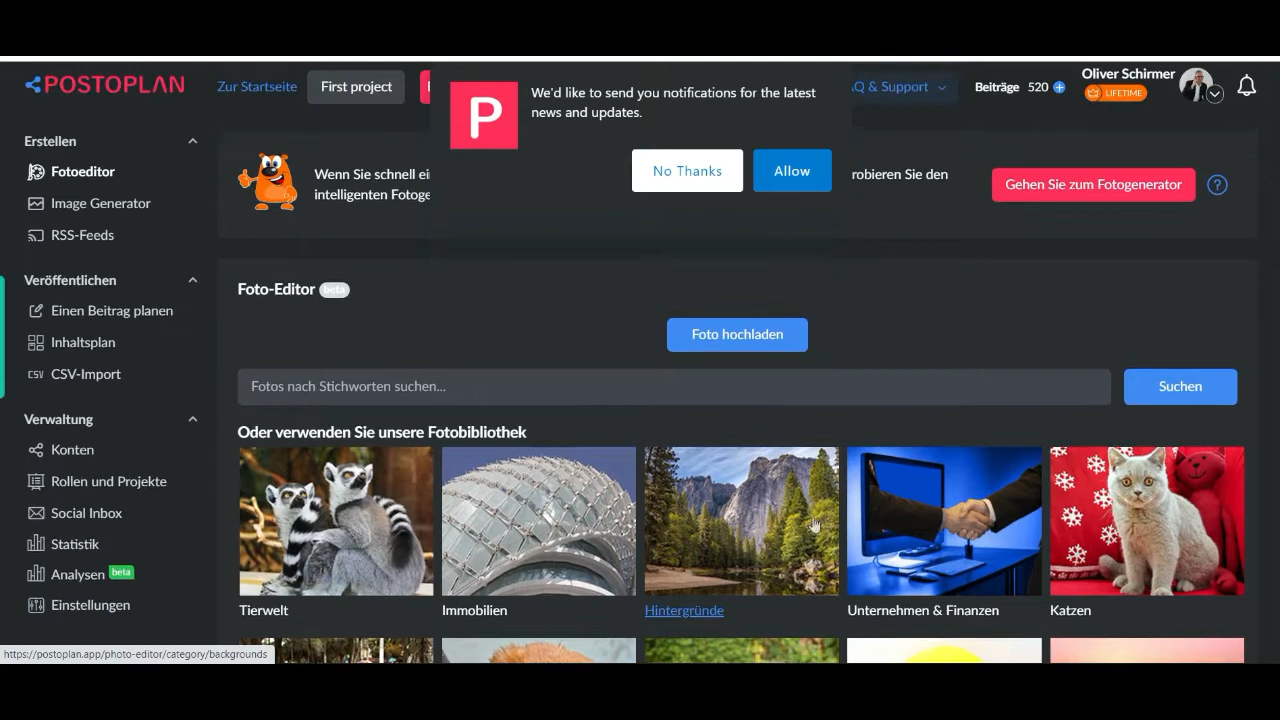 POSTOPLAN
Zur Startseite
First project
We'd like to send you notifications for the latest
news and updates.
No Thanks
Allow
Q & Support
Beiträge 520
Oliver Schirmer
LIFETIME
Erstellen
Fotoeditor
Image Generator
RSS-Feeds
Veröffentlichen
Einen Beitrag planen
Inhaltsplan
CSV
CSV-Import
Verwaltung
Konten
Rollen und Projekte
Social Inbox
Statistik
Analysen beta
Einstellungen
Wenn Sie schnell ei
intelligenten Fotoge
robieren Sie den
Gehen Sie zum Fotogenerator
?
Foto-Editor beta
Foto hochladen
Fotos nach Stichworten suchen...
Suchen
Oder verwenden Sie unsere Fotobibliothek
Tierwelt
Immobilien
Hintergründe
Unternehmen & Finanzen
Katzen
https://postoplan.app/photo-editor/category/backgrounds
P